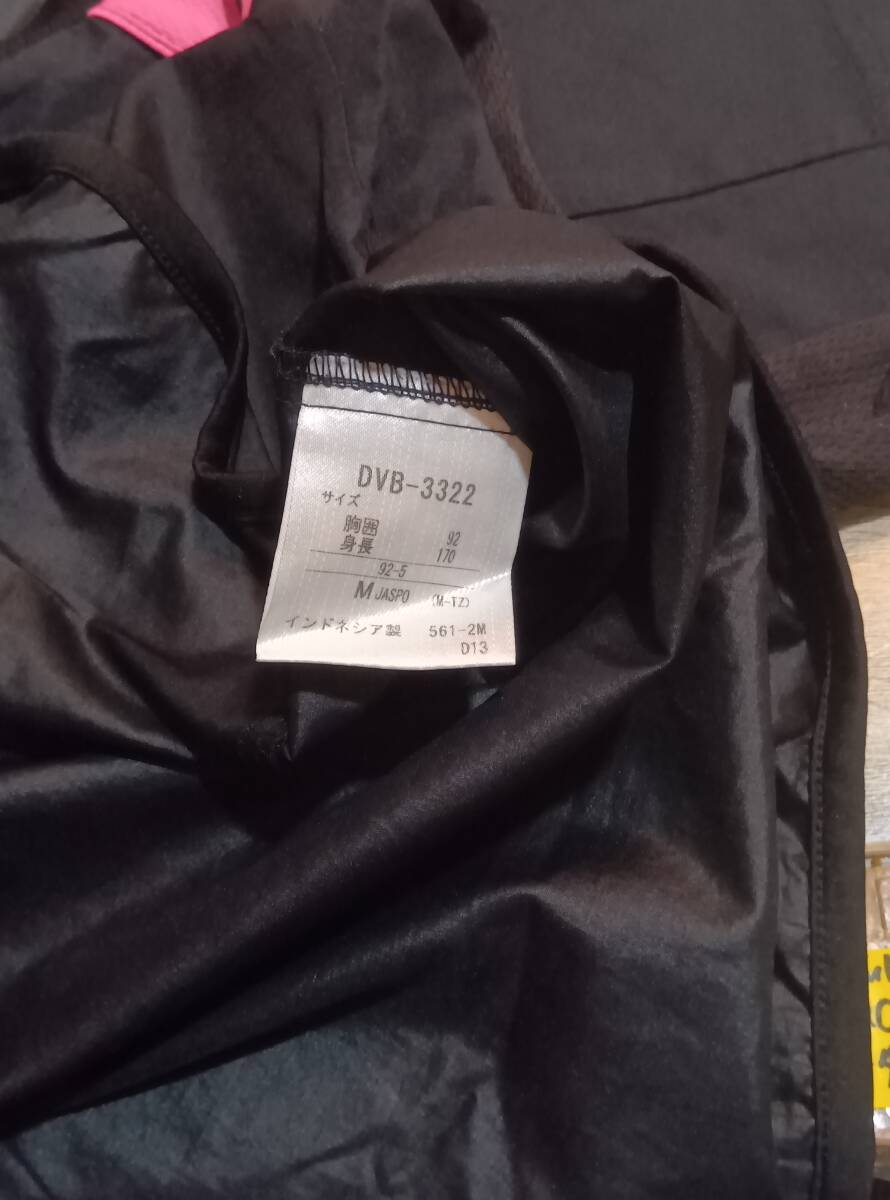 DVB-3322
サイズ
胸囲 92
身長 170
92-5
M JASPO (M-TZ)
インドネシア製 561-2M
D13